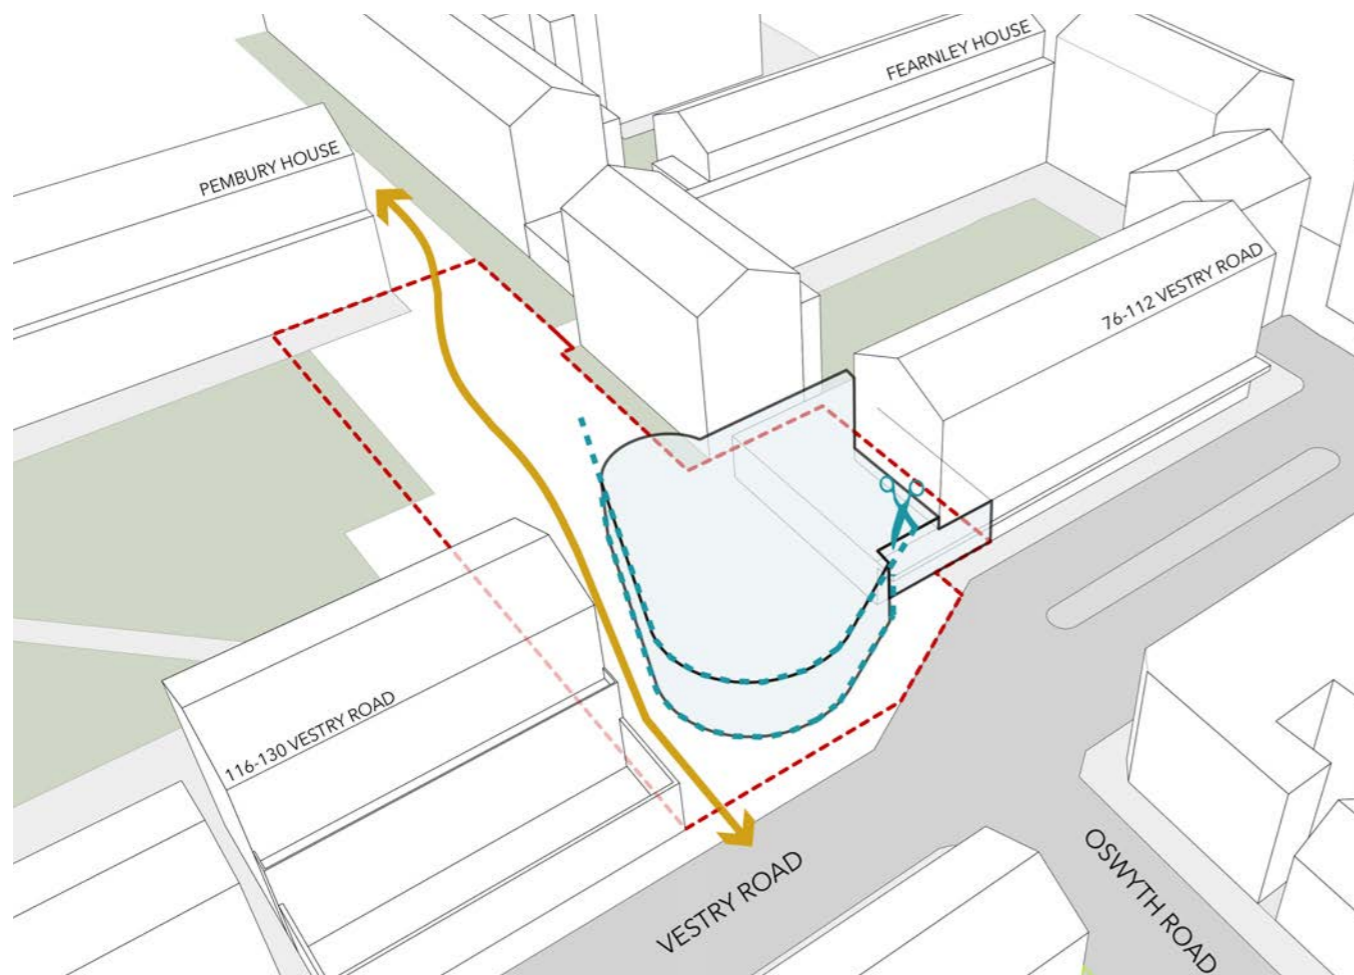 FEARNLEY HOUSE
PEMBURY HOUSE
76-112 VESTRY ROAD
116-130 VESTRY ROAD
VESTRY ROAD
OSWYTH ROAD